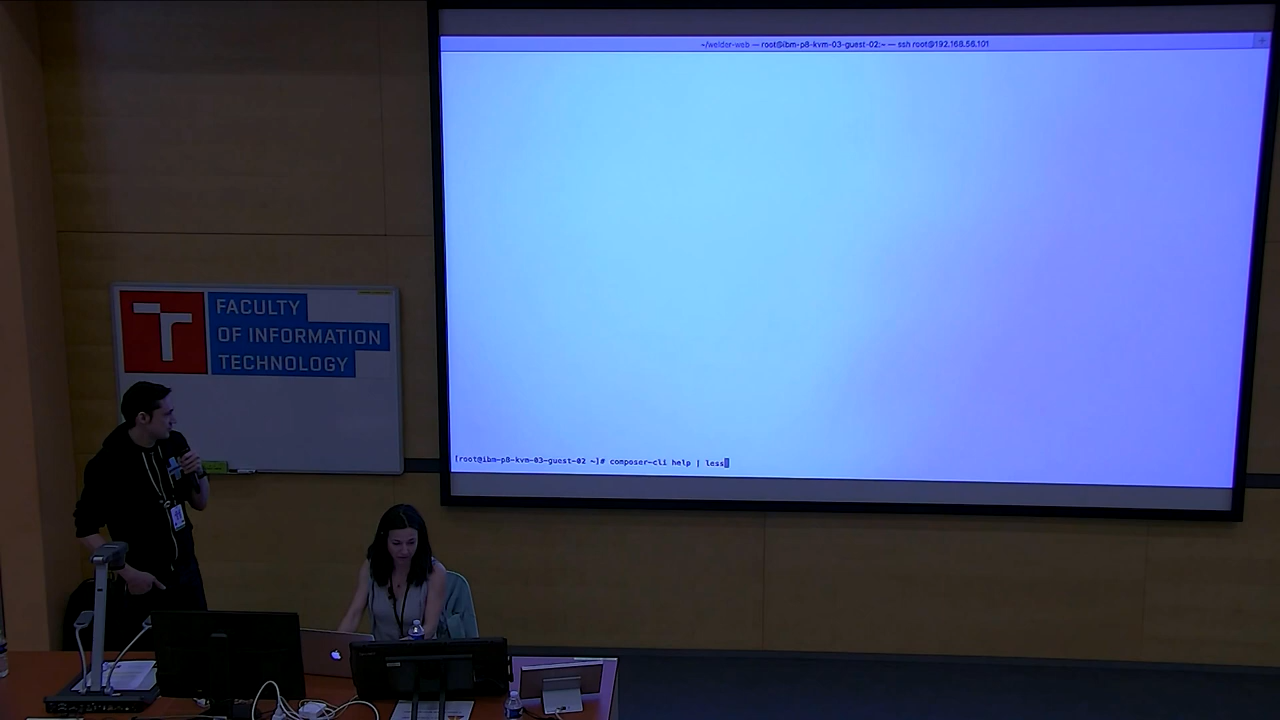 ~/welder-web — root@ibm-p8-kvm-03-guest-02:~ — ssh root@192.168.56.101
[root@ibm-p8-kvm-03-guest-02 ~]# composer-cli help | less
FACULTY
OF INFORMATION
TECHNOLOGY